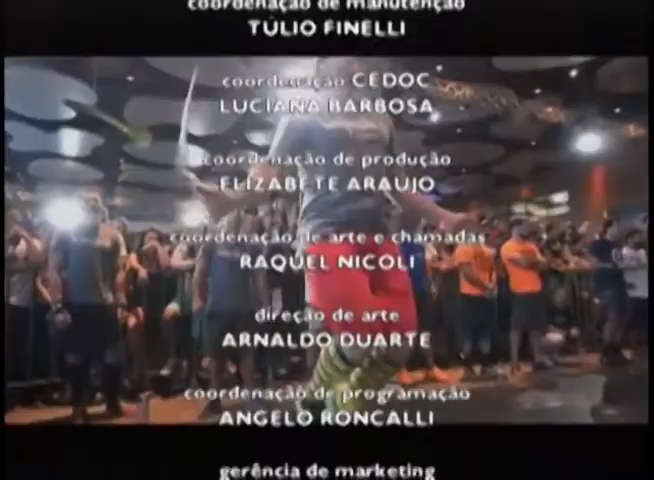 coordenação de manutenção
TÚLIO FINELLI
coordenação CEDOC
LUCIANA BARBOSA
coordenação de produção
ELIZABETE ARAUJO
coordenação de arte e chamadas
RAQUEL NICOLI
direção de arte
ARNALDO DUARTE
coordenação de programação
ANGELO RONCALLI
gerência de marketing